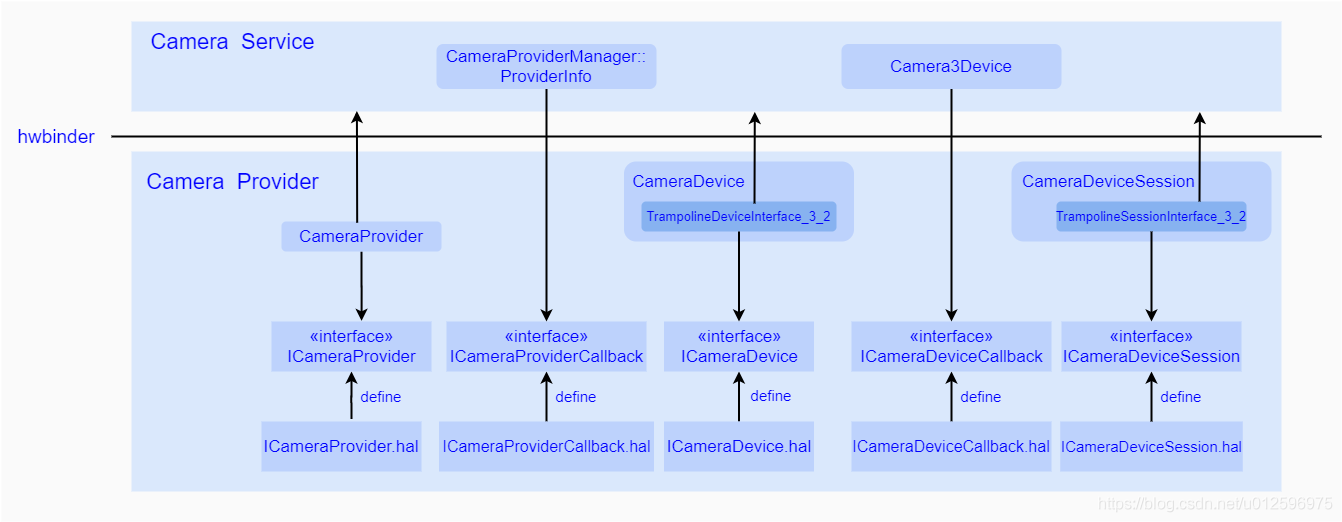 Camera Service
CameraProviderManager::
ProviderInfo
Camera3Device
hwbinder
Camera Provider
CameraDevice
TrampolineDeviceInterface_3_2
CameraDeviceSession
TrampolineSessionInterface_3_2
CameraProvider
«interface»
ICameraProvider
«interface»
ICameraProviderCallback
«interface»
ICameraDevice
«interface»
ICameraDeviceCallback
«interface»
ICameraDeviceSession
define
define
define
define
define
ICameraProvider.hal
ICameraProviderCallback.hal
ICameraDevice.hal
ICameraDeviceCallback.hal
ICameraDeviceSession.hal
https://blog.csdn.net/u012596975